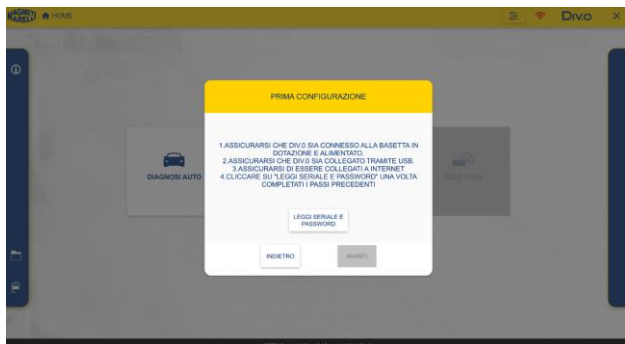 MAGNETI
MARELLI
HOME
DIV.O
PRIMA CONFIGURAZIONE
1.ASSICURARSI CHE DIV.0 SIA CONNESSO ALLA BASETTA IN
DOTAZIONE E ALIMENTATO.
2.ASSICURARSI CHE DIV.0 SIA COLLEGATO TRAMITE USB.
3.ASSICURARSI DI ESSERE COLLEGATI A INTERNET
4.CLICCARE SU "LEGGI SERIALE E PASSWORD" UNA VOLTA
COMPLETATI I PASSI PRECEDENTI
DIAGNOSI AUTO
LEGGI SERIALE E
PASSWORD
INDIETRO
AVANTI